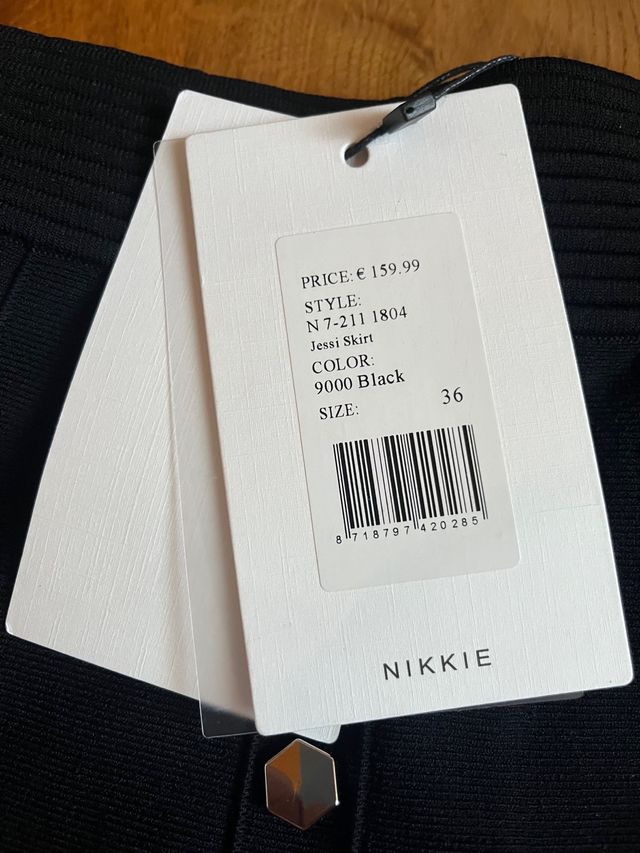 PRICE: € 159.99
STYLE:
N 7-211 1804
Jessi Skirt
COLOR:
9000 Black
SIZE: 36
8 718797 420285
NIKKIE